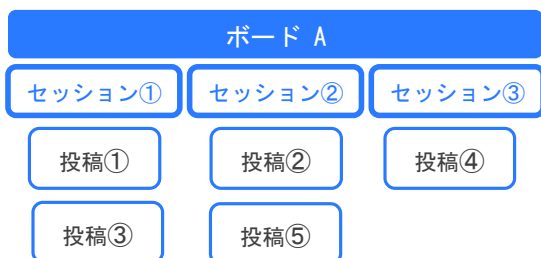 ボード A
セッション① セッション② セッション③
投稿① 投稿② 投稿④
投稿③ 投稿⑤